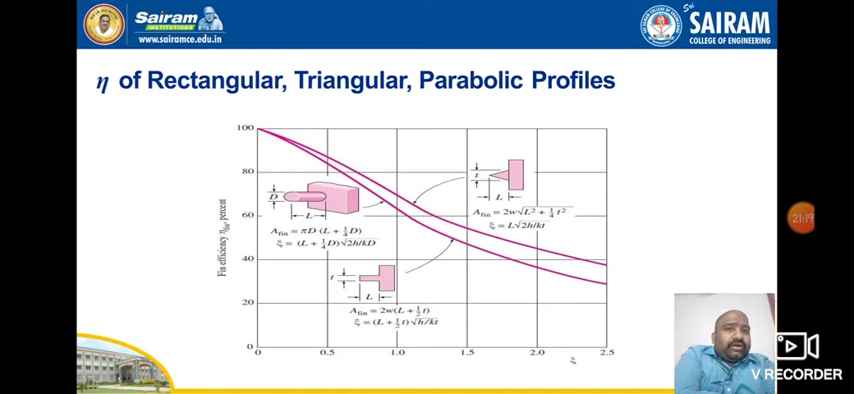 Sairam
INSTITUTIONS
www.sairamce.edu.in
Sri
SAIRAM
COLLEGE OF ENGINEERING
η of Rectangular, Triangular, Parabolic Profiles
Fin efficiency η_fin, percent
100
80
60
40
20
0
0
0.5
1.0
1.5
2.0
2.5
ξ
D
L
A_fin = πD (L + ¼D)
ξ = (L + ¼D)√2h/kD
t
L
A_fin = 2w√L² + ¼ t²
ξ = L√2h/kt
t
L
A_fin = 2w(L + ½t)
ξ = (L + ½t)√h/kt
21:19
V RECORDER